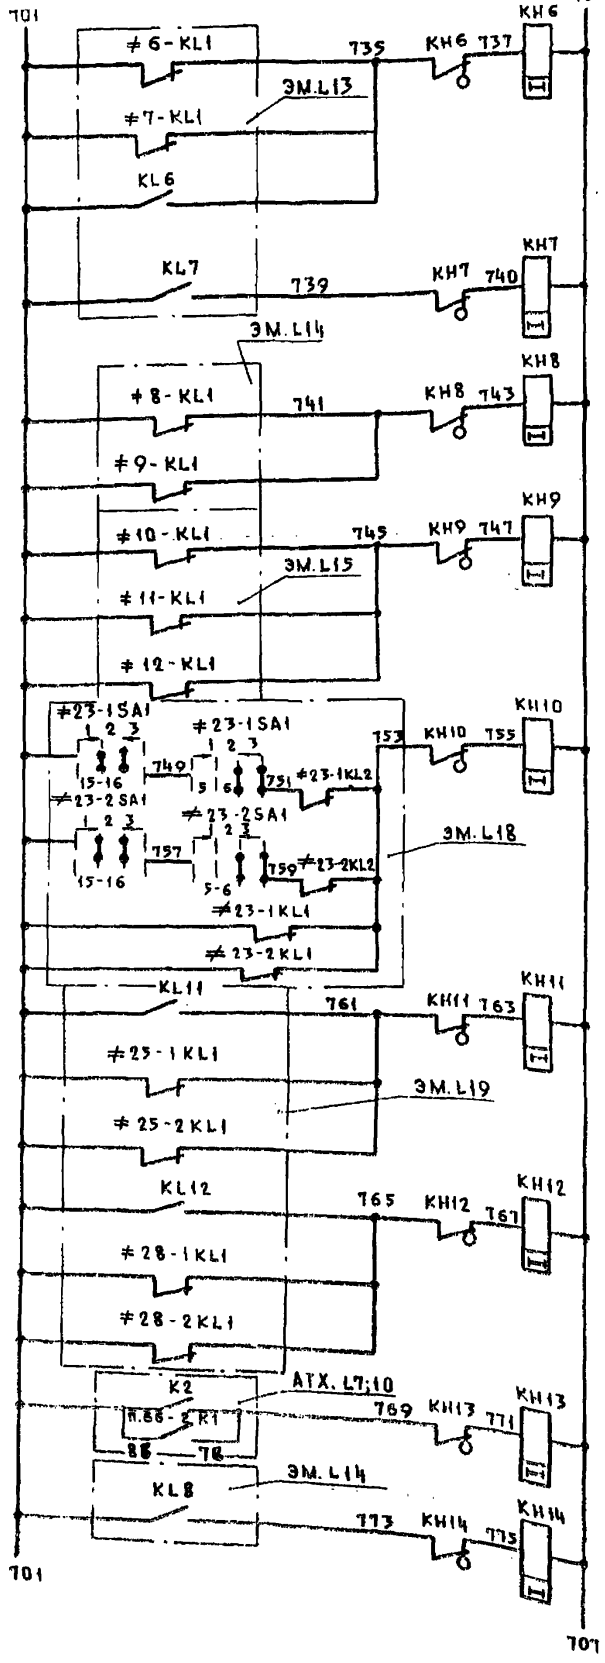 701
≠6-KL1 735 KH6 737 KH6
ЭМ.L13
≠7-KL1
KL6
KL7 739 KH7 740 KH7
ЭМ.L14
≠8-KL1 741 KH8 743 KH8
≠9-KL1
≠10-KL1 745 KH9 747 KH9
ЭМ.L15
≠11-KL1
≠12-KL1
≠23-1SA1 ≠23-1SA1 753 KH10 755 KH10
1 2 3 1 2 3
15-16 749 5 6 751 ≠23-1KL2
≠23-2SA1 ≠23-2SA1
1 2 3 1 2 3
ЭМ.L18
15-16 757 5-6 759 ≠23-2KL2
≠23-1KL1
≠23-2KL1
KL11 761 KH11 763 KH11
≠25-1KL1
ЭМ.L19
≠25-2KL1
KL12 765 KH12 767 KH12
≠28-1KL1
≠28-2KL1
АТХ.L7;10
K2 769 KH13 771 KH13
7В
ЭМ.L14
KL8 773 KH14 775 KH14
701
707